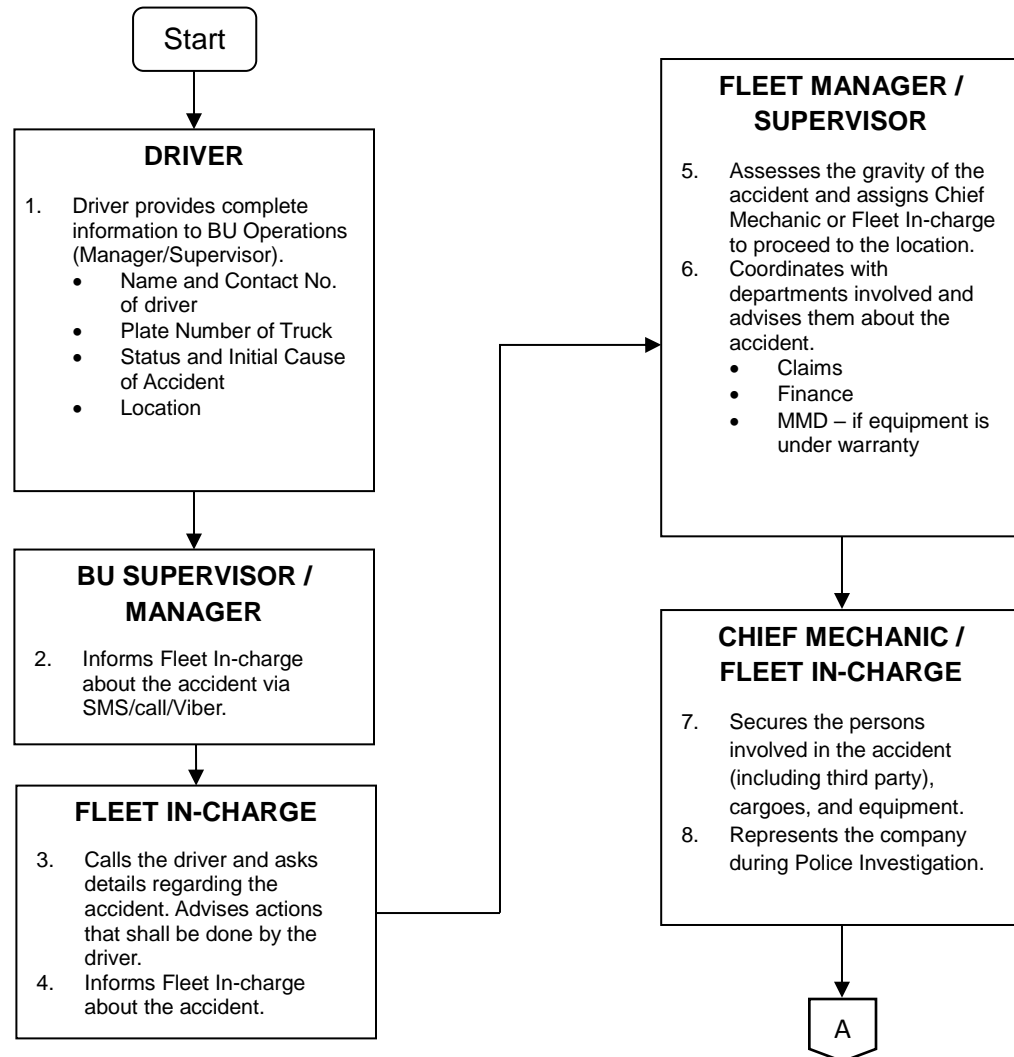 Start
DRIVER
1. Driver provides complete
information to BU Operations
(Manager/Supervisor).
• Name and Contact No.
of driver
• Plate Number of Truck
• Status and Initial Cause
of Accident
• Location
BU SUPERVISOR /
MANAGER
2. Informs Fleet In-charge
about the accident via
SMS/call/Viber.
FLEET IN-CHARGE
3. Calls the driver and asks
details regarding the
accident. Advises actions
that shall be done by the
driver.
4. Informs Fleet In-charge
about the accident.
FLEET MANAGER /
SUPERVISOR
5. Assesses the gravity of the
accident and assigns Chief
Mechanic or Fleet In-charge
to proceed to the location.
6. Coordinates with
departments involved and
advises them about the
accident.
• Claims
• Finance
• MMD – if equipment is
under warranty
CHIEF MECHANIC /
FLEET IN-CHARGE
7. Secures the persons
involved in the accident
(including third party),
cargoes, and equipment.
8. Represents the company
during Police Investigation.
A